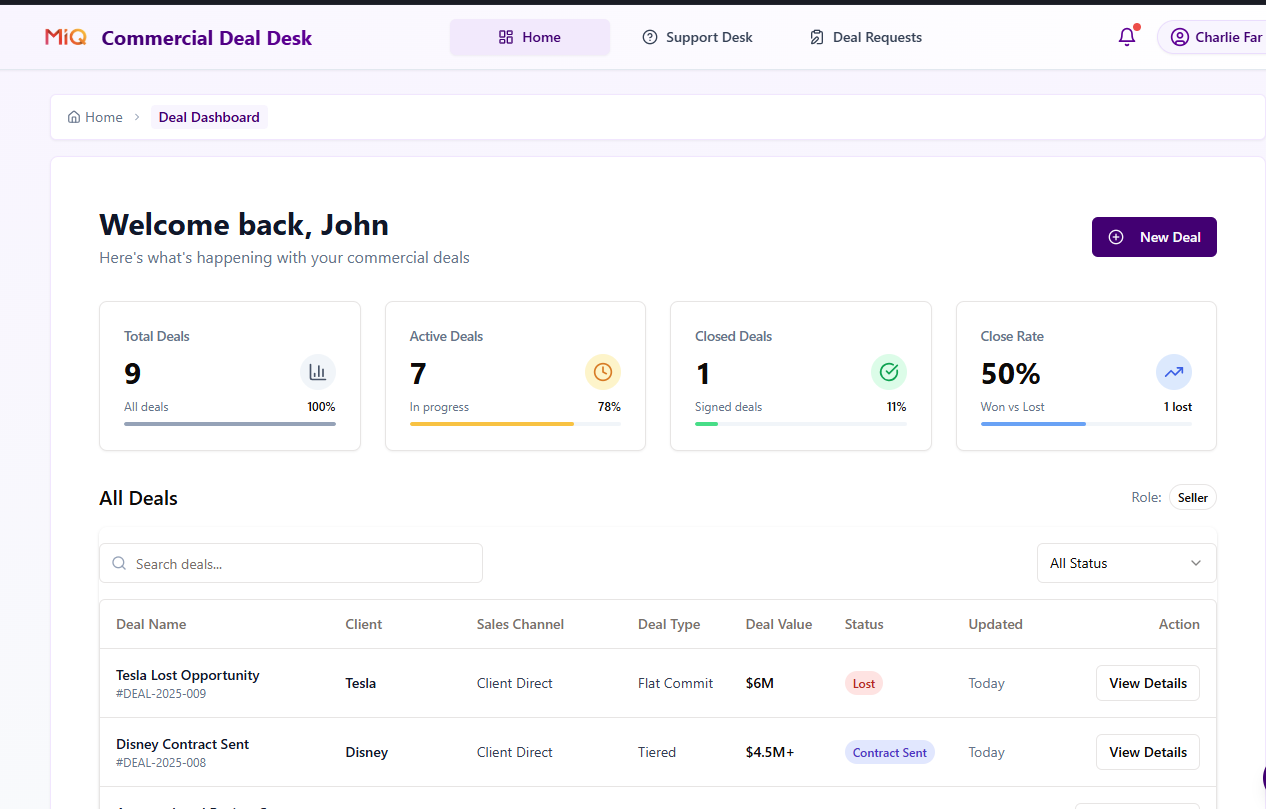 MiQ Commercial Deal Desk Home Support Desk Deal Requests Charlie Far
Home > Deal Dashboard
Welcome back, John
Here's what's happening with your commercial deals
New Deal
Total Deals
9
All deals 100%
Active Deals
7
In progress 78%
Closed Deals
1
Signed deals 11%
Close Rate
50%
Won vs Lost 1 lost
All Deals Role: Seller
Search deals... All Status
Deal Name Client Sales Channel Deal Type Deal Value Status Updated Action
Tesla Lost Opportunity Tesla Client Direct Flat Commit $6M Lost Today View Details
#DEAL-2025-009
Disney Contract Sent Disney Client Direct Tiered $4.5M+ Contract Sent Today View Details
#DEAL-2025-008